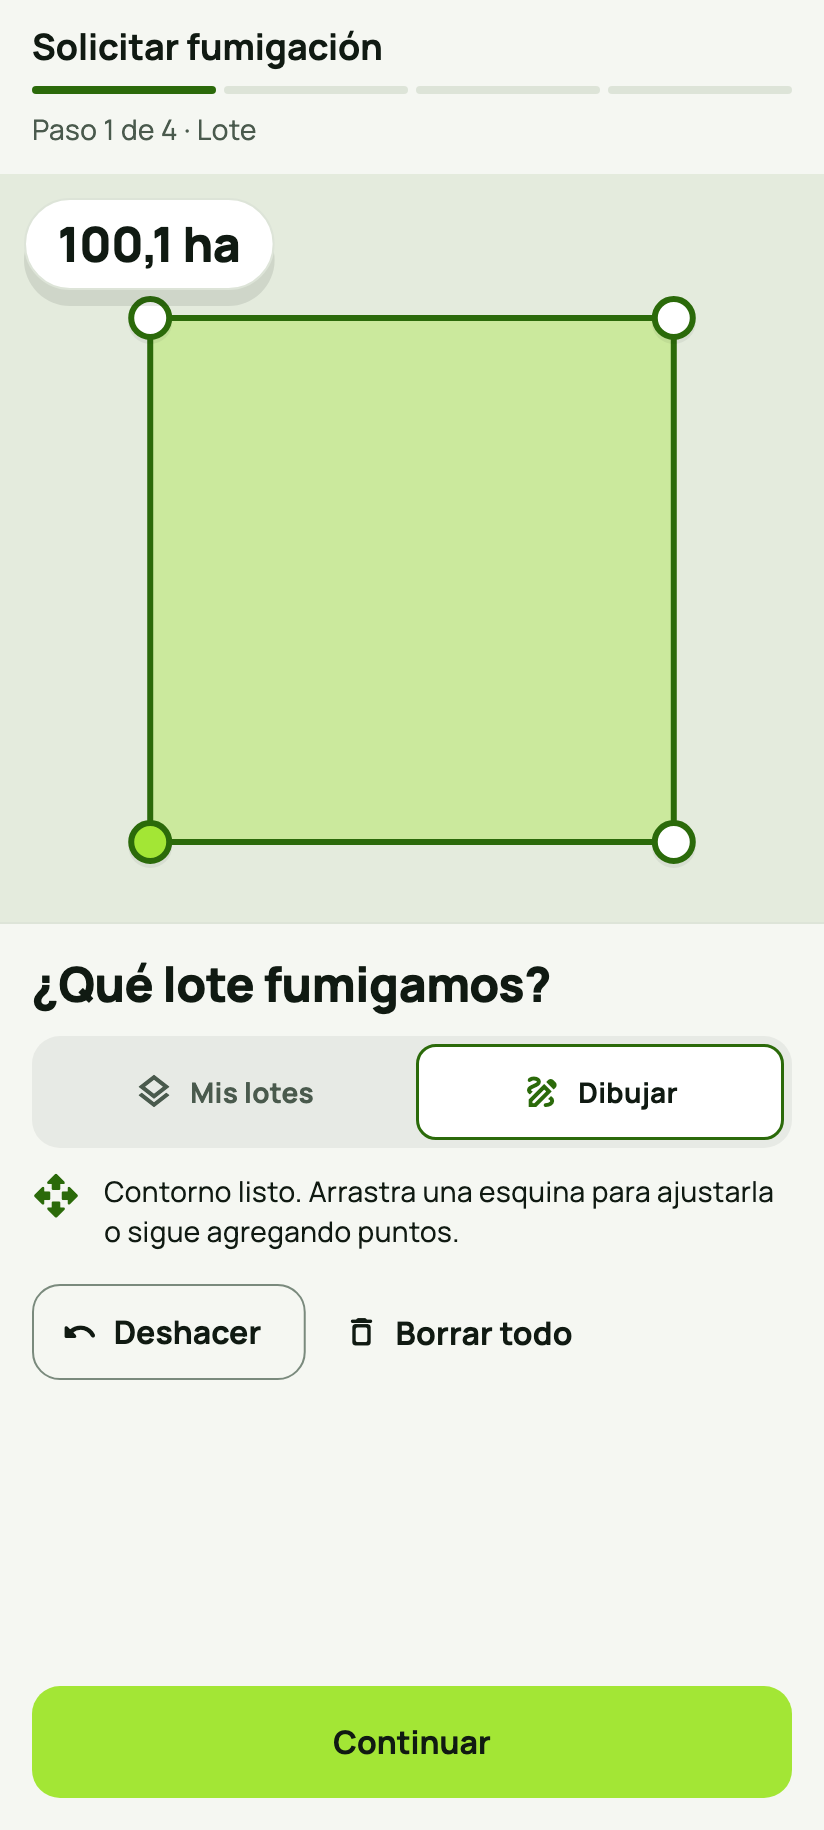 Solicitar fumigación
Paso 1 de 4 · Lote
100,1 ha
¿Qué lote fumigamos?
Mis lotes
Dibujar
Contorno listo. Arrastra una esquina para ajustarla
o sigue agregando puntos.
Deshacer
Borrar todo
Continuar